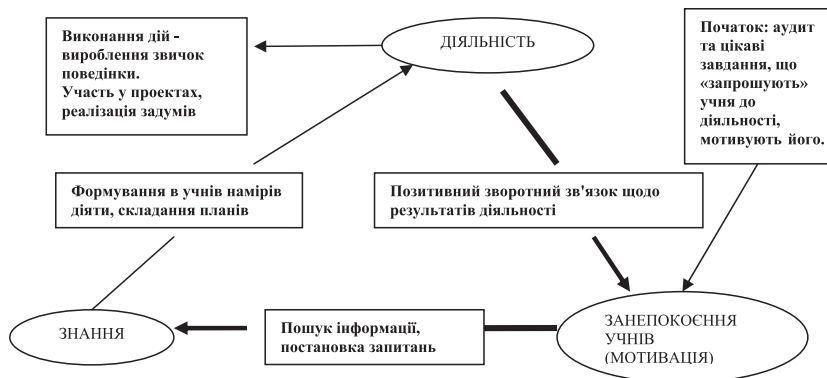 Виконання дій -
вироблення звичок
поведінки.
Участь у проектах,
реалізація задумів
ДІЯЛЬНІСТЬ
Початок: аудит
та цікаві
завдання, що
«запрошують»
учня до
діяльності,
мотивують його.
Формування в учнів намірів
діяти, складання планів
Позитивний зворотний зв'язок щодо
результатів діяльності
ЗНАННЯ
Пошук інформації,
постановка запитань
ЗАНЕПОКОЄННЯ
УЧНІВ
(МОТИВАЦІЯ)